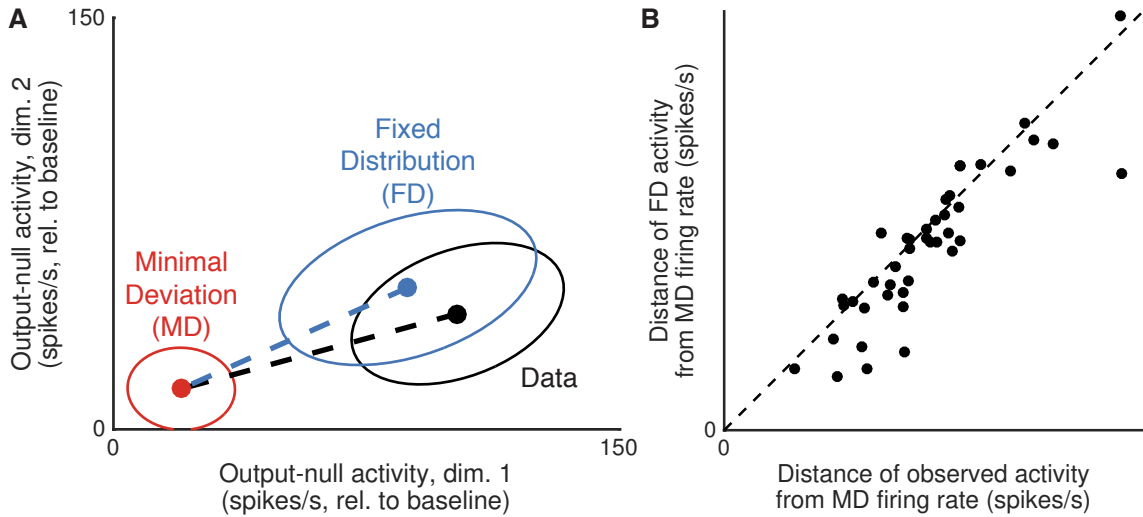 A
150
Output-null activity, dim. 2
(spikes/s, rel. to baseline)
Fixed
Distribution
(FD)
Minimal
Deviation
(MD)
Data
0
0
150
Output-null activity, dim. 1
(spikes/s, rel. to baseline)
B
Distance of FD activity
from MD firing rate (spikes/s)
0
0
Distance of observed activity
from MD firing rate (spikes/s)